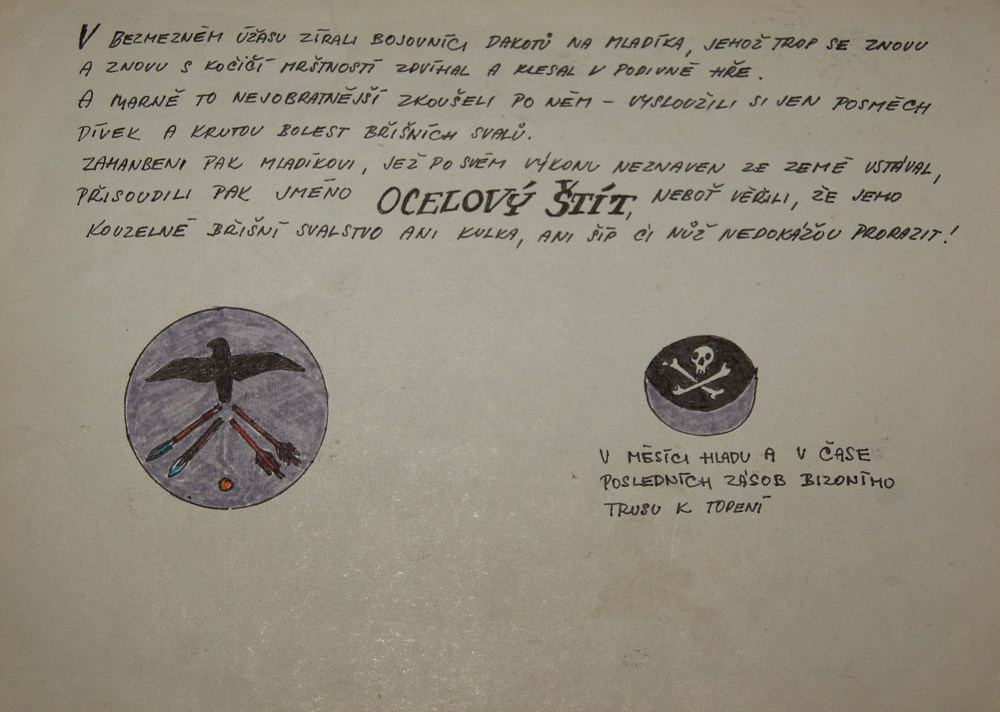 V BEZMEZNÉM ÚŽASU ZÍRALI BOJOVNÍCI DAKOTŮ NA MLADÍKA, JEHOŽ TROP SE ZNOVU
A ZNOVU S KOČIČÍ MRŠTNOSTÍ ZDVÍHAL A KLESAL V PODIVNÉ HŘE.
A MARNĚ TO NEJOBRATNĚJŠÍ ZKOUŠELI PO NĚM – VYSLOUŽILI SI JEN POSMĚCH
DÍVEK A KRUTOU BOLEST BŘIŠNÍCH SVALŮ.
ZAHANBENI PAK MLADÍKOVI, JEŽ PO SVÉM VÝKONU NEZNAVEN ZE ZEMĚ VSTÁVAL,
PŘISOUDILI PAK JMÉNO OCELOVÝ ŠTÍT, NEBOŤ VĚŘILI, ŽE JEHO
KOUZELNÉ BŘIŠNÍ SVALSTVO ANI KULKA, ANI ŠÍP ČI NŮŽ NEDOKÁŽOU PRORAZIT!
V MĚSÍCI HLADU A V ČASE
POSLEDNÍCH ZÁSOB BIZONÍHO
TRUSU K TOPENÍ